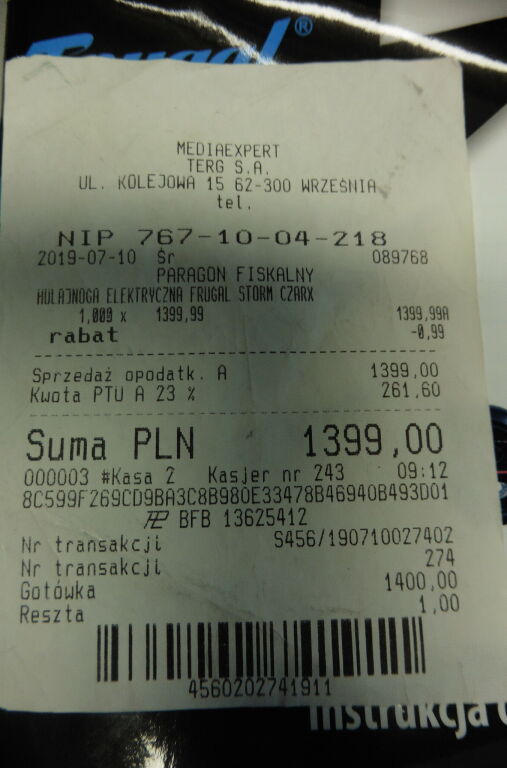 Frugal®
MEDIAEXPERT
TERG S.A.
UL. KOLEJOWA 15 62-300 WRZEŚNIA
tel.
NIP 767-10-04-218
2019-07-10 Śr 089768
PARAGON FISKALNY
HULAJNOGA ELEKTRYCZNA FRUGAL STORM CZARX
1,000 x 1399,99 1399,99A
rabat -0,99
Sprzedaż opodatk. A 1399,00
Kwota PTU A 23 % 261,60
Suma PLN 1399,00
000003 #Kasa 2 Kasjer nr 243 09:12
8C599F269CD9BA3C8B980E33478B46940B493D01
BFB 13625412
Nr transakcji S456/190710027402
Nr transakcji 274
Gotówka 1400,00
Reszta 1,00
4560202741911
Instrukcja